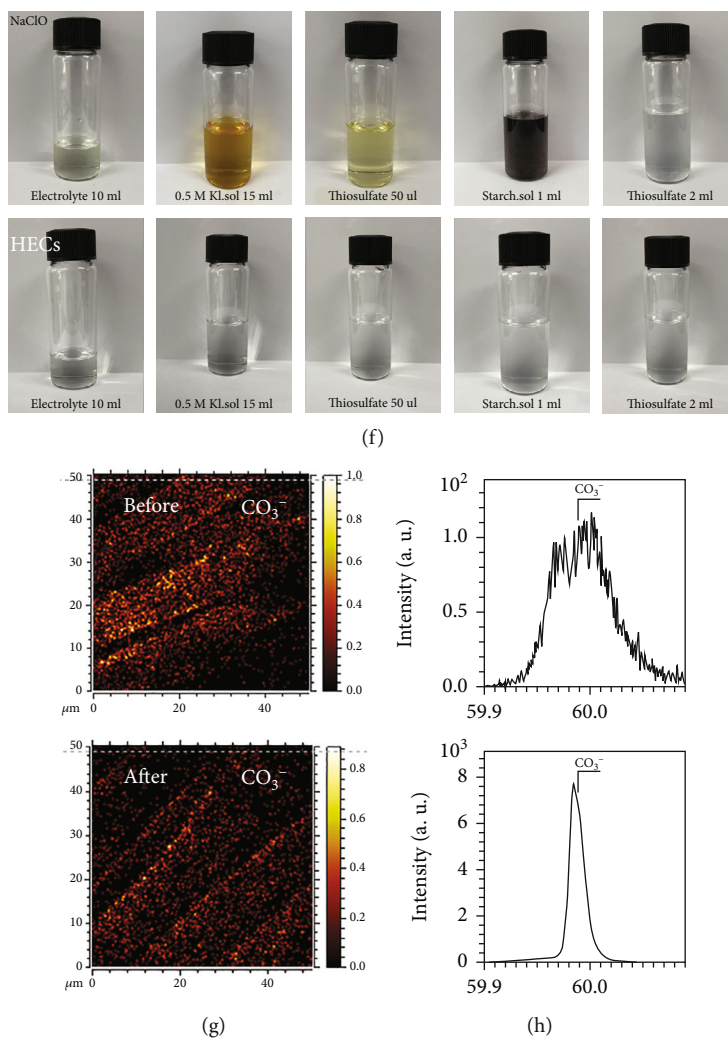 NaClO
Electrolyte 10 ml
0.5 M Kl.sol 15 ml
Thiosulfate 50 ul
Starch.sol 1 ml
Thiosulfate 2 ml
HECs
Electrolyte 10 ml
0.5 M Kl.sol 15 ml
Thiosulfate 50 ul
Starch.sol 1 ml
Thiosulfate 2 ml
(f)
50
40
30
20
10
0
μm
0
20
40
Before
CO₃⁻
1.0
0.8
0.6
0.4
0.2
0.0
10²
1.0
0.5
0.0
Intensity (a. u.)
CO₃⁻
59.9
60.0
50
40
30
20
10
0
μm
0
20
40
After
CO₃⁻
0.8
0.6
0.4
0.2
0.0
10³
8
6
4
2
0
Intensity (a. u.)
CO₃⁻
59.9
60.0
(g)
(h)